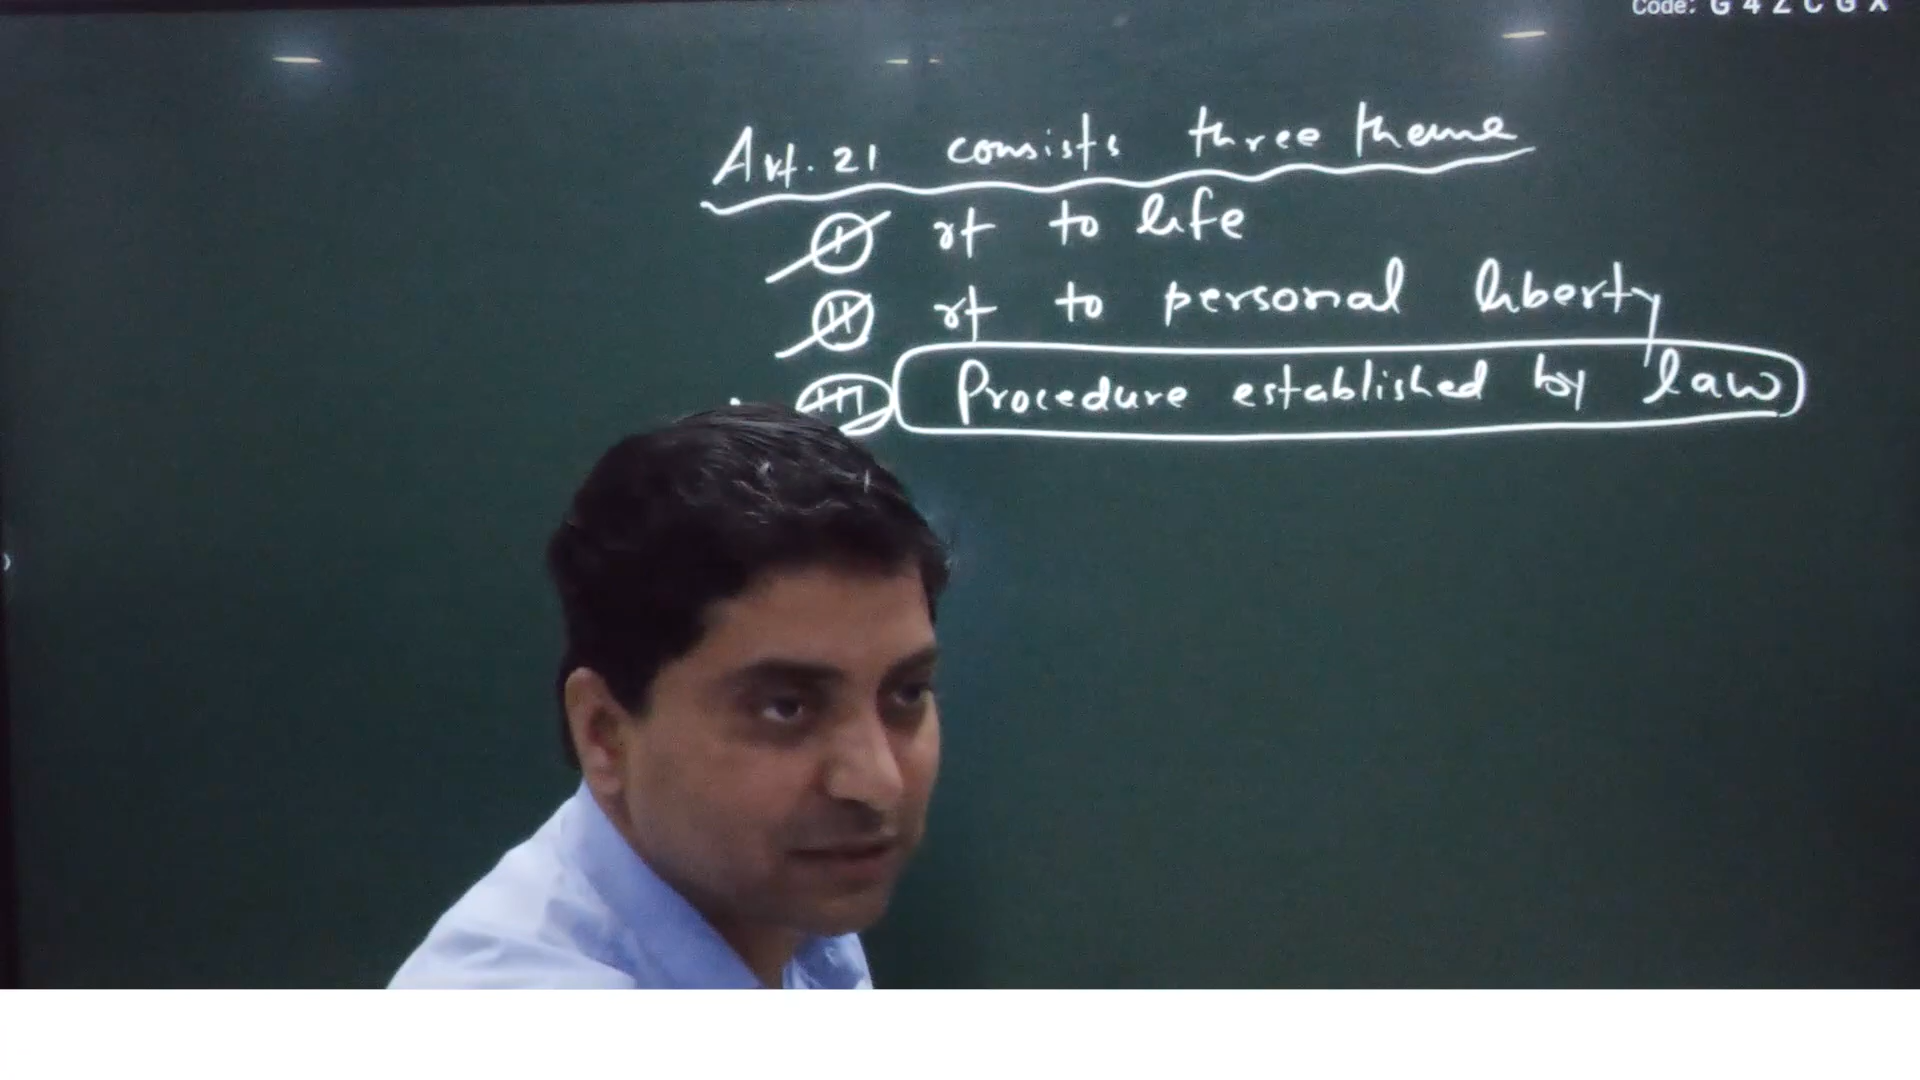 Code: G 4 Z C G X
Art. 21 consists three theme
I rt to life
II rt to personal liberty
III Procedure established by law